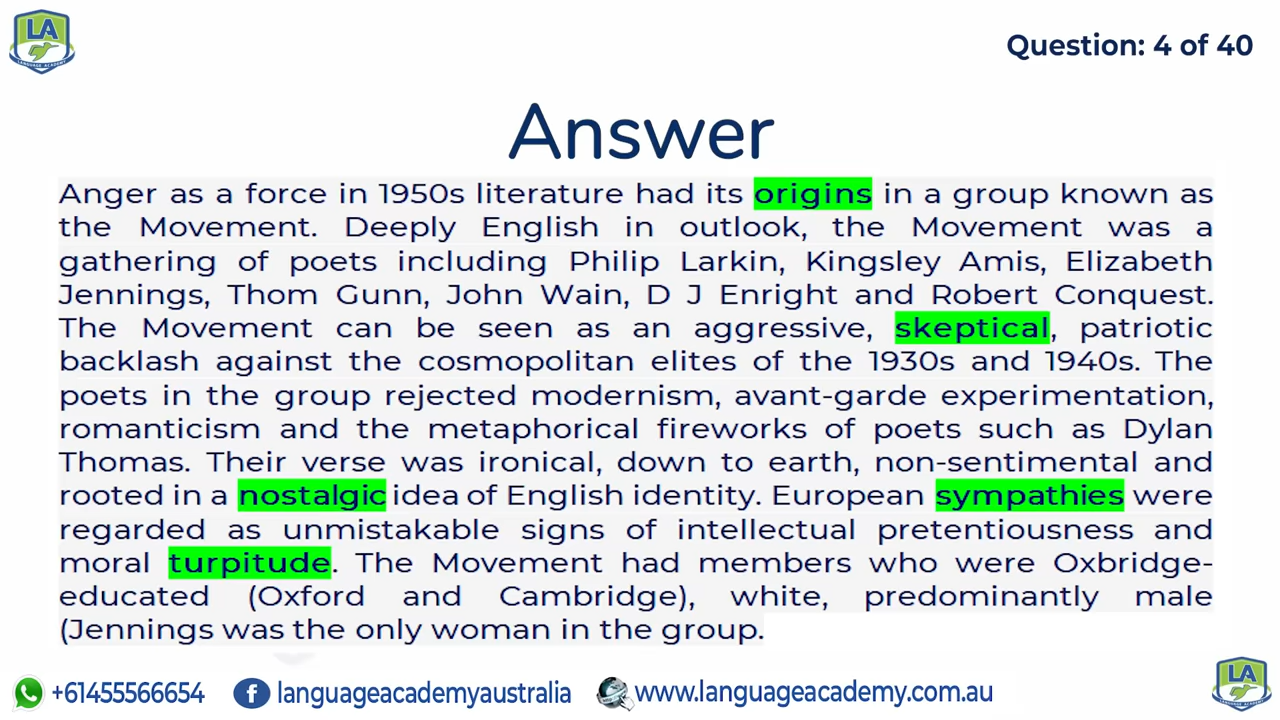 LA
LANGUAGE ACADEMY
Question: 4 of 40
Answer
Anger as a force in 1950s literature had its origins in a group known as
the Movement. Deeply English in outlook, the Movement was a
gathering of poets including Philip Larkin, Kingsley Amis, Elizabeth
Jennings, Thom Gunn, John Wain, D J Enright and Robert Conquest.
The Movement can be seen as an aggressive, skeptical, patriotic
backlash against the cosmopolitan elites of the 1930s and 1940s. The
poets in the group rejected modernism, avant-garde experimentation,
romanticism and the metaphorical fireworks of poets such as Dylan
Thomas. Their verse was ironical, down to earth, non-sentimental and
rooted in a nostalgic idea of English identity. European sympathies were
regarded as unmistakable signs of intellectual pretentiousness and
moral turpitude. The Movement had members who were Oxbridge-
educated (Oxford and Cambridge), white, predominantly male
(Jennings was the only woman in the group.
+61455566654 languageacademyaustralia www.languageacademy.com.au
LA
LANGUAGE ACADEMY